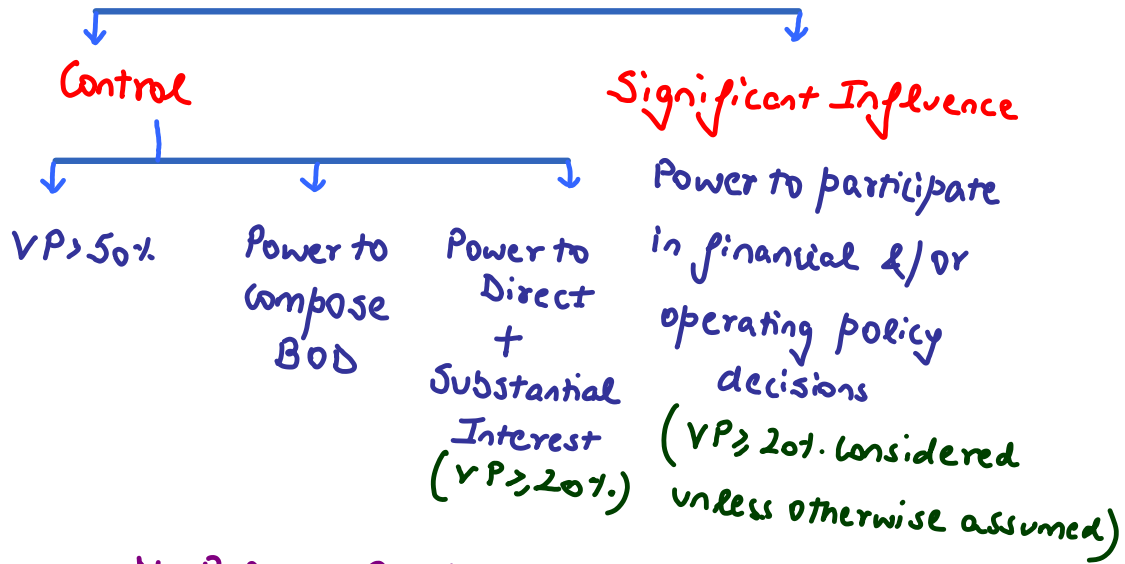 Control
Significant Influence
VP>50%
Power to
compose
BOD
Power to
Direct
+
Substantial
Interest
(VP≥20%)
Power to participate
in financial &/or
operating policy
decisions
(VP≥20%. considered
unless otherwise assumed)